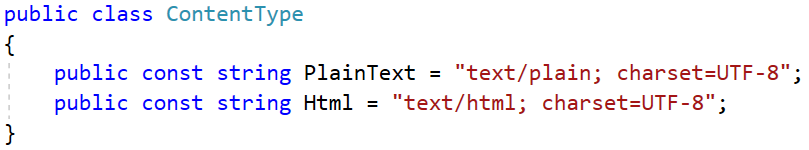 public class ContentType
{
    public const string PlainText = "text/plain; charset=UTF-8";
    public const string Html = "text/html; charset=UTF-8";
}